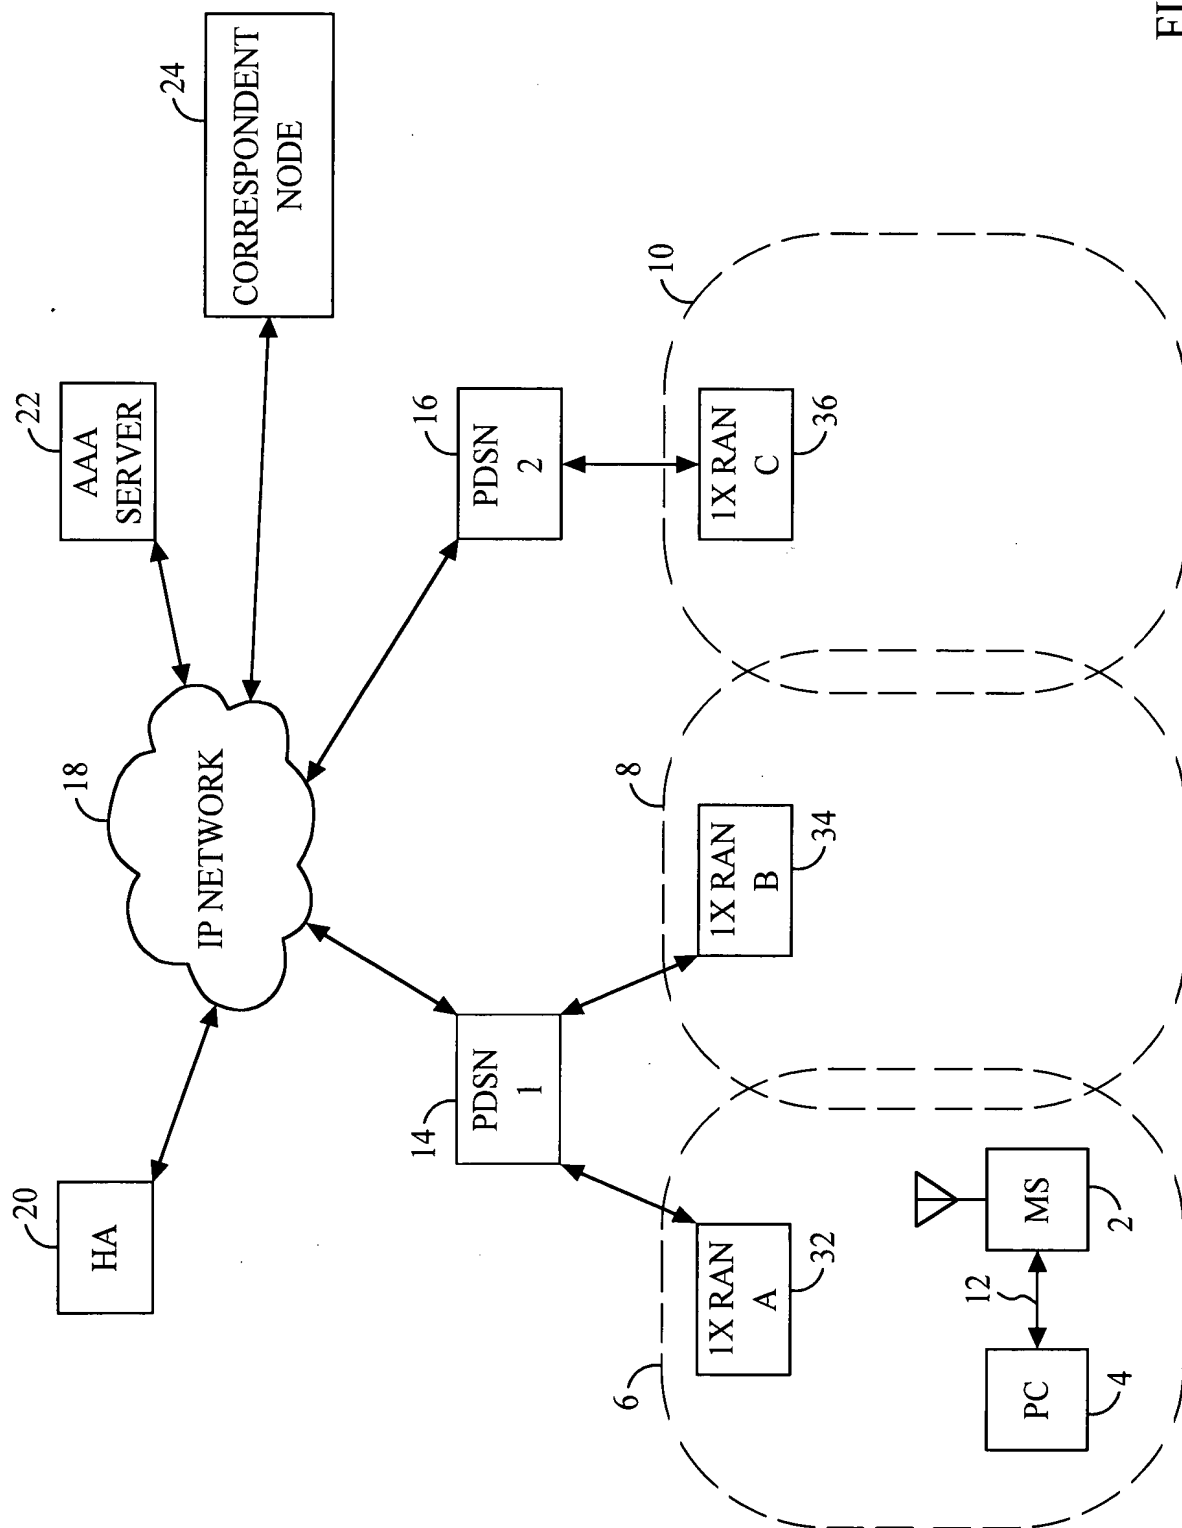 20
HA
18
IP NETWORK
22
AAA
SERVER
24
CORRESPONDENT
NODE
14
PDSN
1
16
PDSN
2
6
1X RAN
A
32
8
1X RAN
B
34
10
1X RAN
C
36
PC
4
12
MS
2